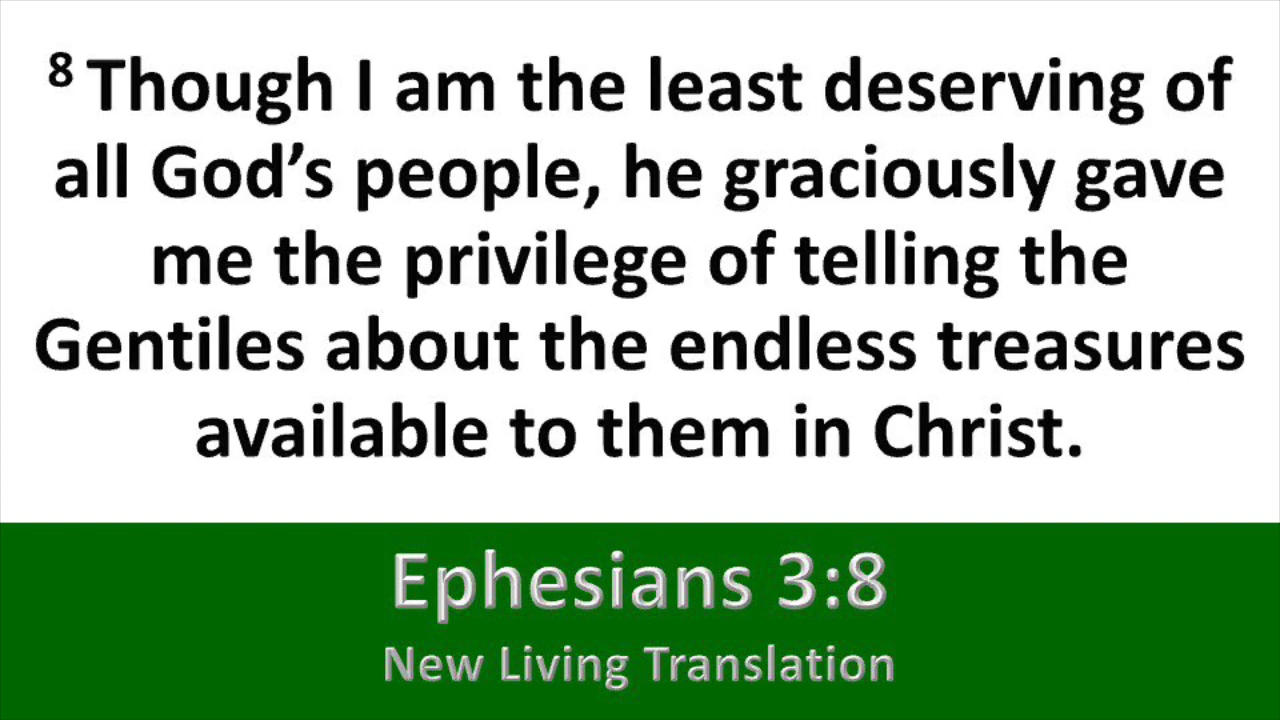 8 Though I am the least deserving of
all God’s people, he graciously gave
me the privilege of telling the
Gentiles about the endless treasures
available to them in Christ.
Ephesians 3:8
New Living Translation